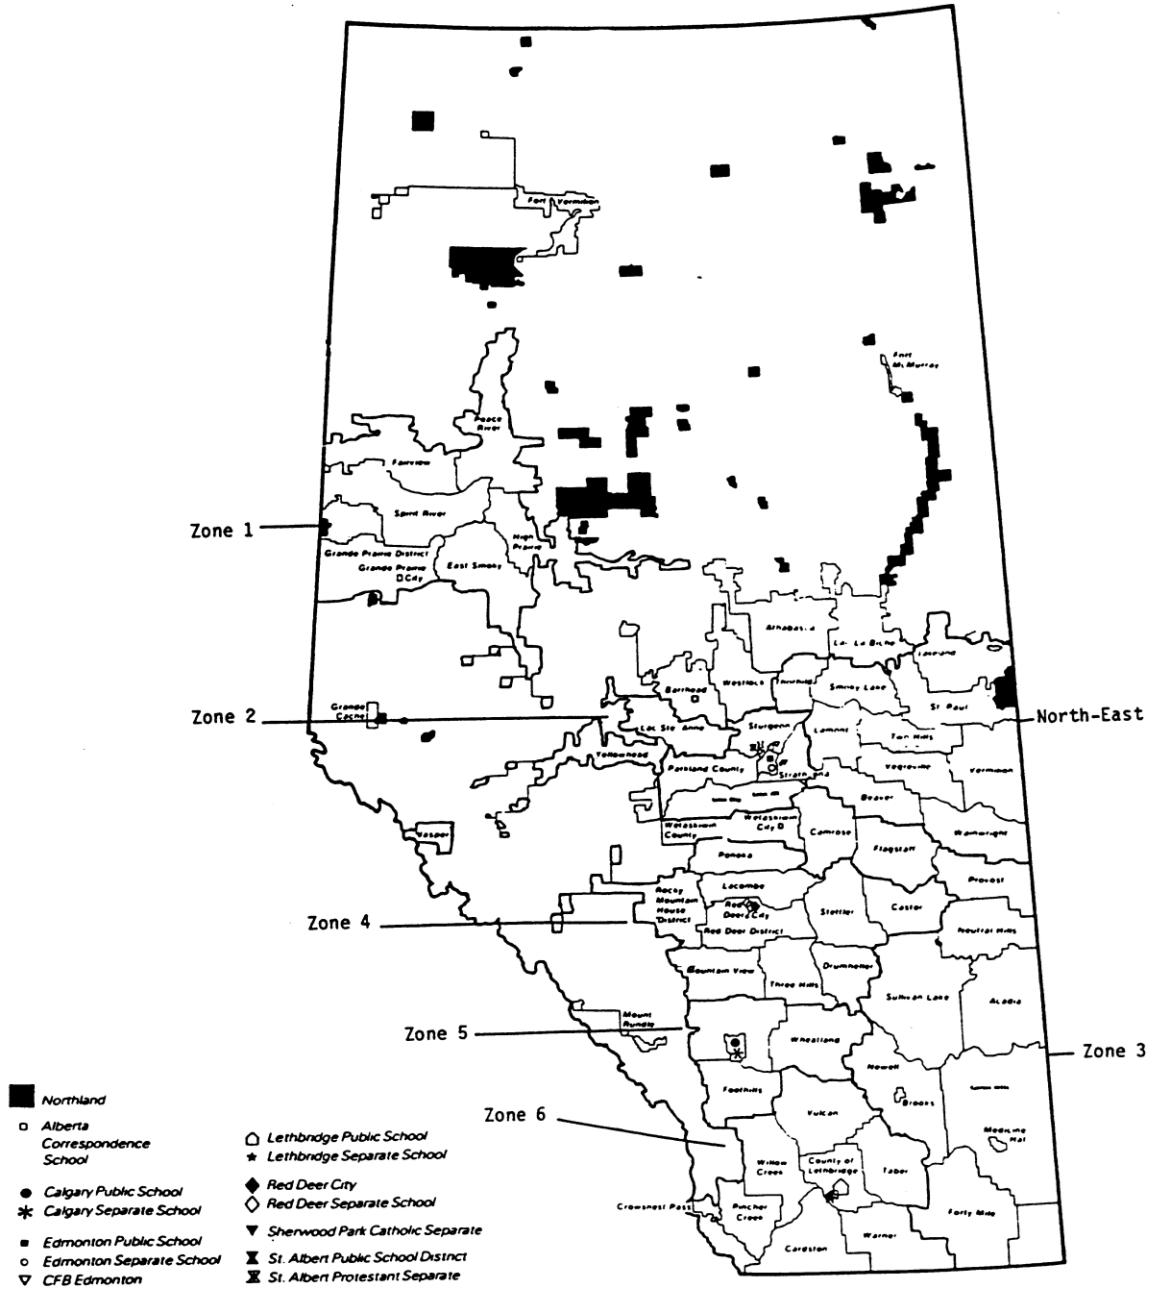 Fort Vermilion
Fort
McMurray
Peace
River
Fairview
Spirit River
Zone 1
High
Prairie
Grande Prairie District
Grande Prairie
City
East Smoky
Athabasca
Lac La Biche
Lakeland
Barrhead
Westlock
Thorhild
Smoky Lake
St. Paul
Grande
Cache
Zone 2
North-East
Lac Ste Anne
Sturgeon
Lamont
Two Hills
Yellowhead
Parkland County
Strathcona
Vegreville
Vermilion
Beaver
Jasper
Wetaskiwin
County
Wetaskiwin
City
Camrose
Flagstaff
Wainwright
Ponoka
Provost
Rocky
Mountain
House
District
Lacombe
Red
Deer City
Stettler
Castor
Zone 4
Red Deer District
Neutral Hills
Mountain View
Three Hills
Drumheller
Sullivan Lake
Acadia
Mount
Rundle
Zone 5
Wheatland
Zone 3
Newell
Foothills
Brooks
Vulcan
Zone 6
Medicine
Hat
Willow
Creek
County of
Lethbridge
Taber
Crowsnest Pass
Pincher
Creek
Forty Mile
Cardston
Warner
Northland
Alberta
Correspondence
School
Calgary Public School
Calgary Separate School
Edmonton Public School
Edmonton Separate School
CFB Edmonton
Lethbridge Public School
Lethbridge Separate School
Red Deer City
Red Deer Separate School
Sherwood Park Catholic Separate
St. Albert Public School District
St. Albert Protestant Separate